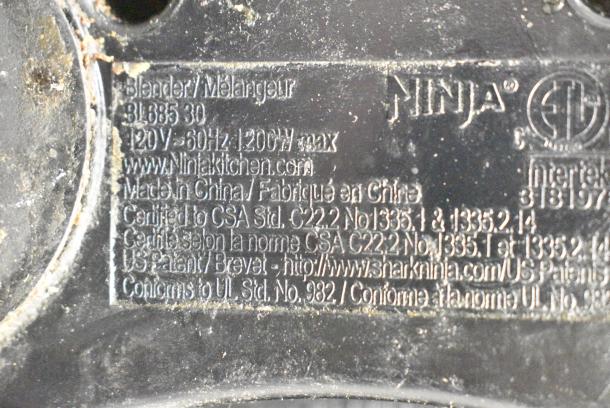 Blender/Mélangeur
BL685 30
120V~60Hz 1200W max
www.Ninjakitchen.com
Made in China / Fabriqué en Chine
Certified to CSA Std. C22.2 No.1335.1 & 1335.2.14
Certifié selon la norme CSA C22.2 No. 1335.1 et 1335.2.14
US Patent / Brevet - http://www.sharkninja.com/US Patents
Conforms to UL Std. No. 982 / Conforme à la norme UL No. 982
NINJA®
C ETL
Intertek
318197